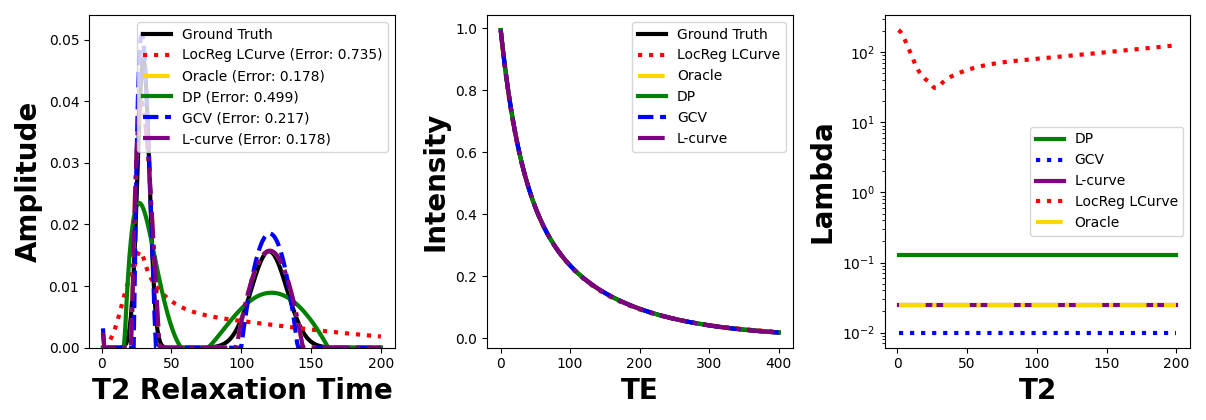 Amplitude
0.05
0.04
0.03
0.02
0.01
0.00
0
50
100
150
200
T2 Relaxation Time
Ground Truth
LocReg LCurve (Error: 0.735)
Oracle (Error: 0.178)
DP (Error: 0.499)
GCV (Error: 0.217)
L-curve (Error: 0.178)
Intensity
1.0
0.8
0.6
0.4
0.2
0.0
0
100
200
300
400
TE
Ground Truth
LocReg LCurve
Oracle
DP
GCV
L-curve
Lambda
10²
10¹
10⁰
10⁻¹
10⁻²
0
50
100
150
200
T2
DP
GCV
L-curve
LocReg LCurve
Oracle